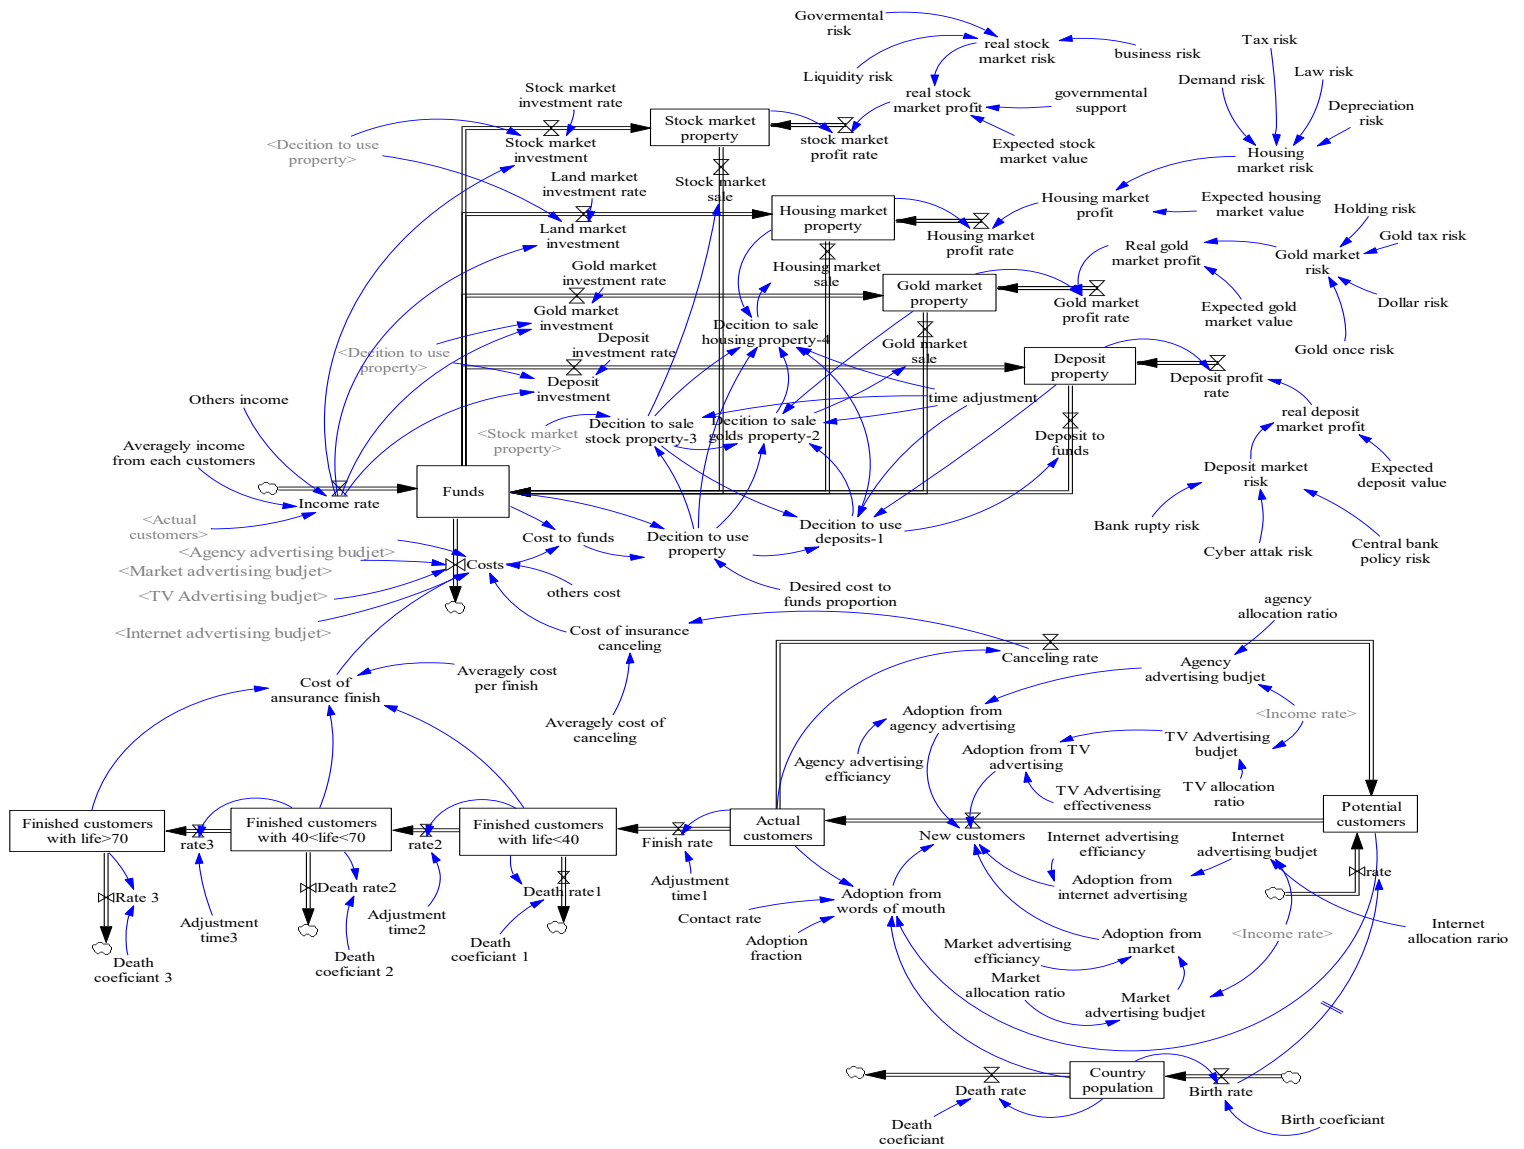 Govermental
risk
real stock
market risk
business risk
Liquidity risk
Tax risk
Demand risk
Law risk
Depreciation
risk
Housing
market risk
real stock
market profit
governmental
support
Expected stock
market value
Stock market
investment rate
Stock market
property
stock market
profit rate
<Decition to use
property>
Stock market
investment
Land market
investment rate
Stock market
sale
Housing market
property
Housing market
profit rate
Housing market
profit
Expected housing
market value
Holding risk
Gold tax risk
Land market
investment
Gold market
investment rate
Housing market
sale
Gold market
property
Gold market
profit rate
Real gold
market profit
Gold market
risk
Dollar risk
Expected gold
market value
Gold once risk
Gold market
investment
Decition to sale
housing property-4
Gold market
sale
<Decition to use
property>
Deposit
investment rate
Deposit
investment
Deposit
property
Deposit profit
rate
real deposit
market profit
Expected
deposit value
Deposit market
risk
Bank rupty risk
Cyber attak risk
Central bank
policy risk
Others income
Averagely income
from each customers
<Stock market
property>
Decition to sale
stock property-3
Decition to sale
golds property-2
time adjustment
Deposit to
funds
Funds
Income rate
<Actual
customers>
<Agency advertising budjet>
<Market advertising budjet>
<TV Advertising budjet>
<Internet advertising budjet>
Costs
Cost to funds
Decition to use
property
Decition to use
deposits-1
others cost
Desired cost to
funds proportion
Cost of insurance
canceling
Averagely cost of
canceling
Cost of
ansurance finish
Averagely cost
per finish
agency
allocation ratio
Canceling rate
Agency
advertising budjet
Adoption from
agency advertising
<Income rate>
TV Advertising
budjet
Adoption from TV
advertising
Agency advertising
efficiancy
TV Advertising
effectiveness
TV allocation
ratio
Finished customers
with life>70
Finished customers
with 40<life<70
Finished customers
with life<40
Actual
customers
Potential
customers
rate3
rate2
Finish rate
New customers
Internet advertising
efficiancy
Internet
advertising budjet
rate
Rate 3
Death rate2
Death rate1
Adjustment
time1
Adoption from
words of mouth
Adoption from
internet advertising
Adjustment
time3
Adjustment
time2
Contact rate
Adoption
fraction
Death
coeficiant 3
Death
coeficiant 2
Death
coeficiant 1
Market advertising
efficiancy
Adoption from
market
<Income rate>
Internet
allocation rario
Market
allocation ratio
Market
advertising budjet
Country
population
Death rate
Birth rate
Death
coeficiant
Birth coeficiant